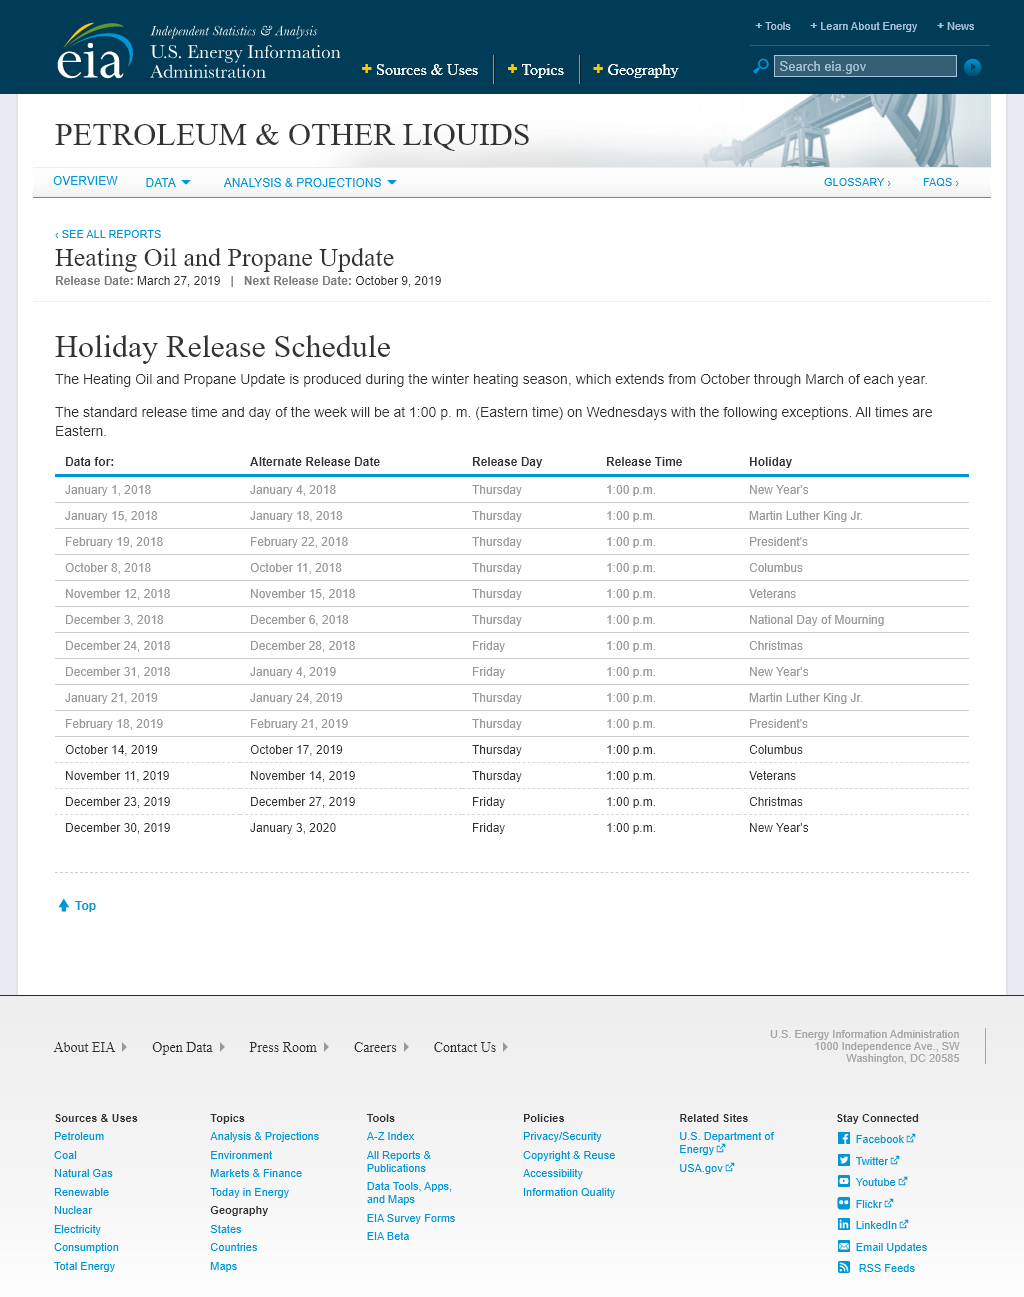 + Tools + Learn About Energy + News
eia Independent Statistics & Analysis
U.S. Energy Information
Administration
+ Sources & Uses + Topics + Geography
Search eia.gov
PETROLEUM & OTHER LIQUIDS
OVERVIEW DATA ANALYSIS & PROJECTIONS GLOSSARY › FAQS ›
‹ SEE ALL REPORTS
Heating Oil and Propane Update
Release Date: March 27, 2019 | Next Release Date: October 9, 2019
Holiday Release Schedule
The Heating Oil and Propane Update is produced during the winter heating season, which extends from October through March of each year.
The standard release time and day of the week will be at 1:00 p. m. (Eastern time) on Wednesdays with the following exceptions. All times are
Eastern.
Data for: Alternate Release Date Release Day Release Time Holiday
January 1, 2018 January 4, 2018 Thursday 1:00 p.m. New Year's
January 15, 2018 January 18, 2018 Thursday 1:00 p.m. Martin Luther King Jr.
February 19, 2018 February 22, 2018 Thursday 1:00 p.m. President's
October 8, 2018 October 11, 2018 Thursday 1:00 p.m. Columbus
November 12, 2018 November 15, 2018 Thursday 1:00 p.m. Veterans
December 3, 2018 December 6, 2018 Thursday 1:00 p.m. National Day of Mourning
December 24, 2018 December 28, 2018 Friday 1:00 p.m. Christmas
December 31, 2018 January 4, 2019 Friday 1:00 p.m. New Year's
January 21, 2019 January 24, 2019 Thursday 1:00 p.m. Martin Luther King Jr.
February 18, 2019 February 21, 2019 Thursday 1:00 p.m. President's
October 14, 2019 October 17, 2019 Thursday 1:00 p.m. Columbus
November 11, 2019 November 14, 2019 Thursday 1:00 p.m. Veterans
December 23, 2019 December 27, 2019 Friday 1:00 p.m. Christmas
December 30, 2019 January 3, 2020 Friday 1:00 p.m. New Year's
Top
About EIA Open Data Press Room Careers Contact Us
U.S. Energy Information Administration
1000 Independence Ave., SW
Washington, DC 20585
Sources & Uses
Petroleum
Coal
Natural Gas
Renewable
Nuclear
Electricity
Consumption
Total Energy
Topics
Analysis & Projections
Environment
Markets & Finance
Today in Energy
Geography
States
Countries
Maps
Tools
A-Z Index
All Reports &
Publications
Data Tools, Apps,
and Maps
EIA Survey Forms
EIA Beta
Policies
Privacy/Security
Copyright & Reuse
Accessibility
Information Quality
Related Sites
U.S. Department of
Energy
USA.gov
Stay Connected
Facebook
Twitter
Youtube
Flickr
LinkedIn
Email Updates
RSS Feeds